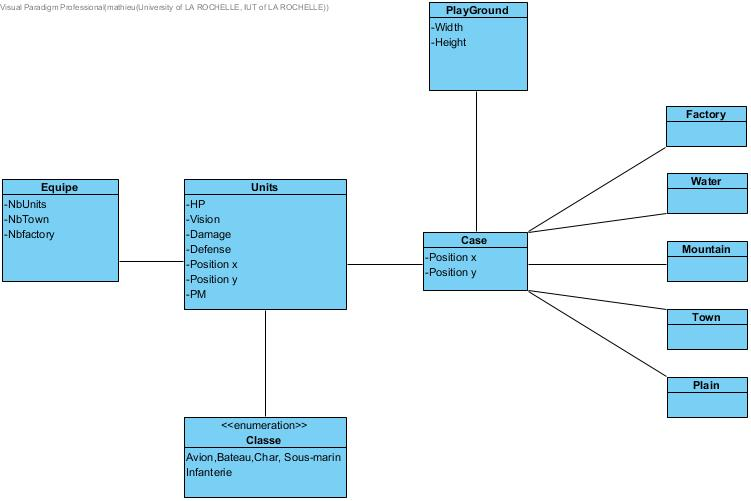 Visual Paradigm Professional(mathieu(University of LA ROCHELLE, IUT of LA ROCHELLE))
PlayGround
-Width
-Height
Factory
Water
Mountain
Town
Plain
Equipe
-NbUnits
-NbTown
-Nbfactory
Units
-HP
-Vision
-Damage
-Defense
-Position x
-Position y
-PM
Case
-Position x
-Position y
<<enumeration>>
Classe
Avion,Bateau,Char, Sous-marin
Infanterie